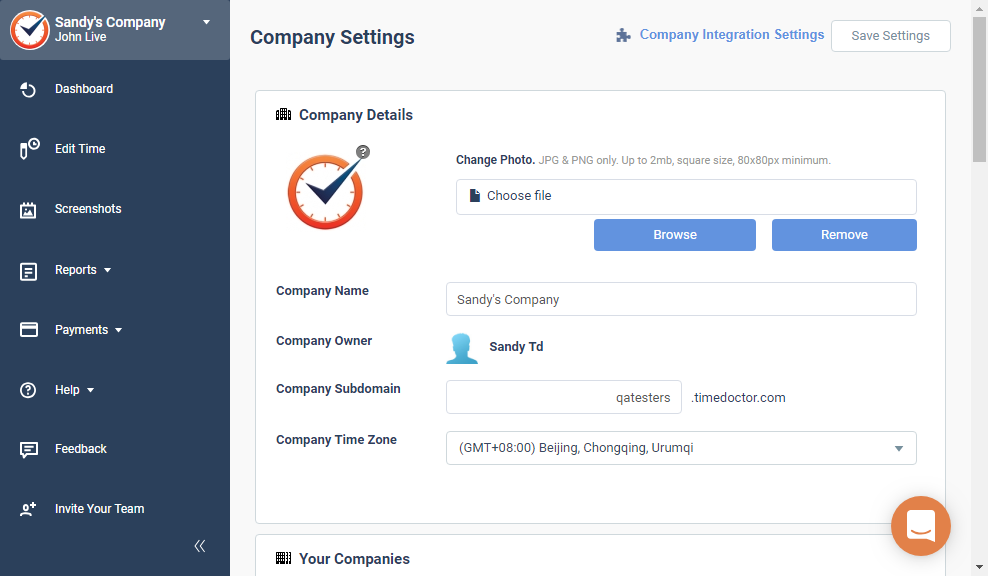 Sandy's Company
John Live
Dashboard
Edit Time
Screenshots
Reports
Payments
Help
Feedback
Invite Your Team
Company Settings
Company Integration Settings
Save Settings
Company Details
?
Change Photo. JPG & PNG only. Up to 2mb, square size, 80x80px minimum.
Choose file
Browse
Remove
Company Name
Sandy's Company
Company Owner
Sandy Td
Company Subdomain
qatesters .timedoctor.com
Company Time Zone
(GMT+08:00) Beijing, Chongqing, Urumqi
Your Companies